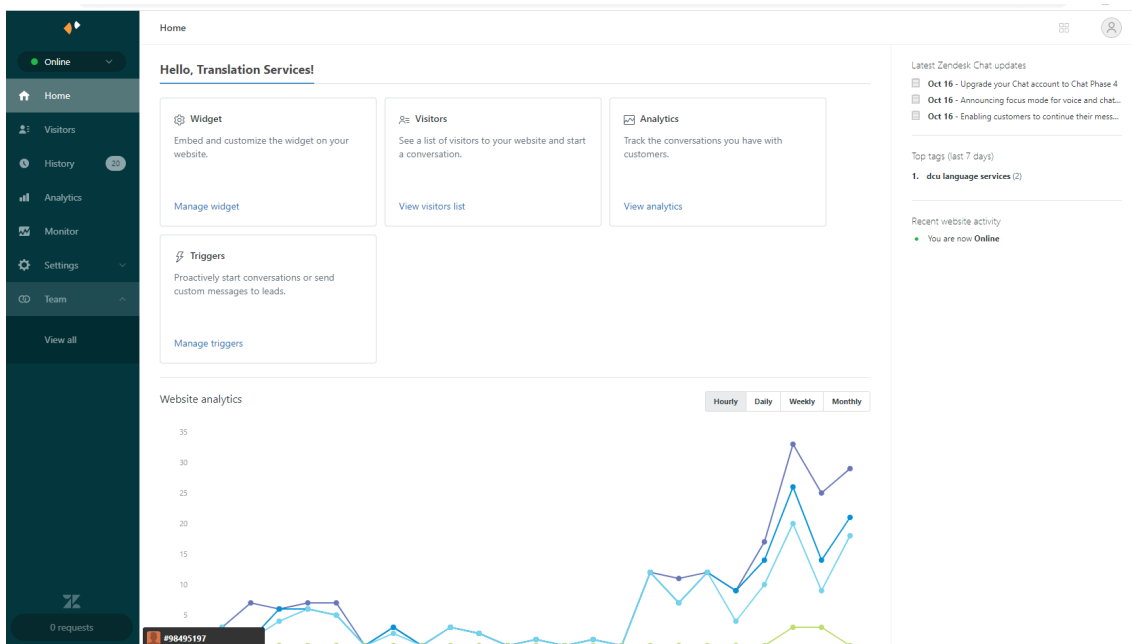 Home
Online
Home
Visitors
History 20
Analytics
Monitor
Settings
Team
View all
0 requests
Hello, Translation Services!
Widget
Embed and customize the widget on your
website.
Manage widget
Visitors
See a list of visitors to your website and start
a conversation.
View visitors list
Analytics
Track the conversations you have with
customers.
View analytics
Triggers
Proactively start conversations or send
custom messages to leads.
Manage triggers
Website analytics
Hourly Daily Weekly Monthly
35
30
25
20
15
10
5
#98495197
Latest Zendesk Chat updates
Oct 16 - Upgrade your Chat account to Chat Phase 4
Oct 16 - Announcing focus mode for voice and chat...
Oct 16 - Enabling customers to continue their mess...
Top tags (last 7 days)
1. dcu language services (2)
Recent website activity
You are now Online